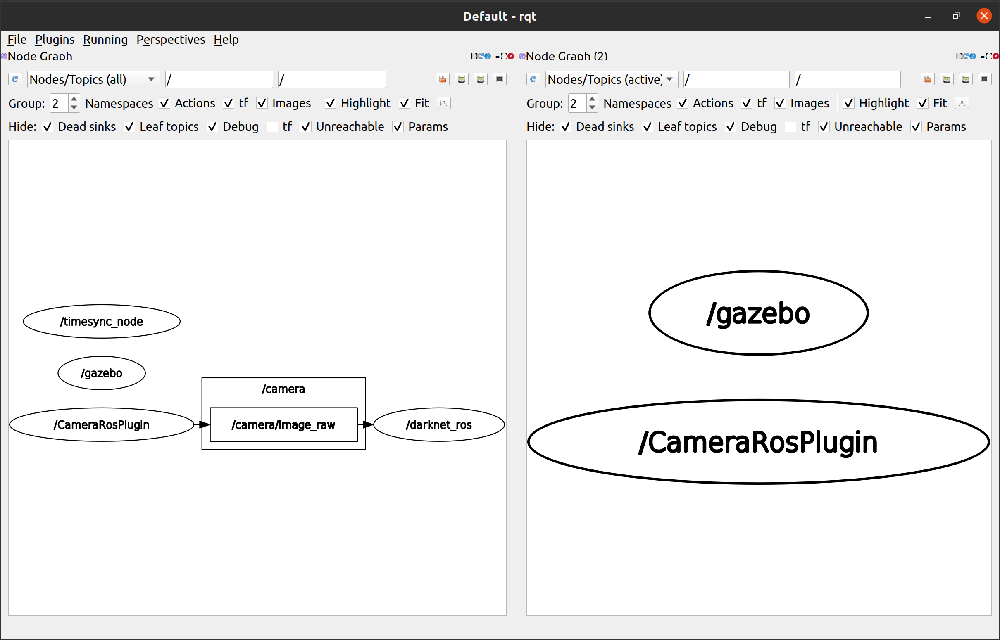 Default - rqt
File Plugins Running Perspectives Help
Node Graph
Nodes/Topics (all) / /
Group: 2 Namespaces Actions tf Images Highlight Fit
Hide: Dead sinks Leaf topics Debug tf Unreachable Params
/timesync_node
/gazebo
/camera
/CameraRosPlugin /camera/image_raw /darknet_ros
Node Graph (2)
Nodes/Topics (active) / /
Group: 2 Namespaces Actions tf Images Highlight Fit
Hide: Dead sinks Leaf topics Debug tf Unreachable Params
/gazebo
/CameraRosPlugin